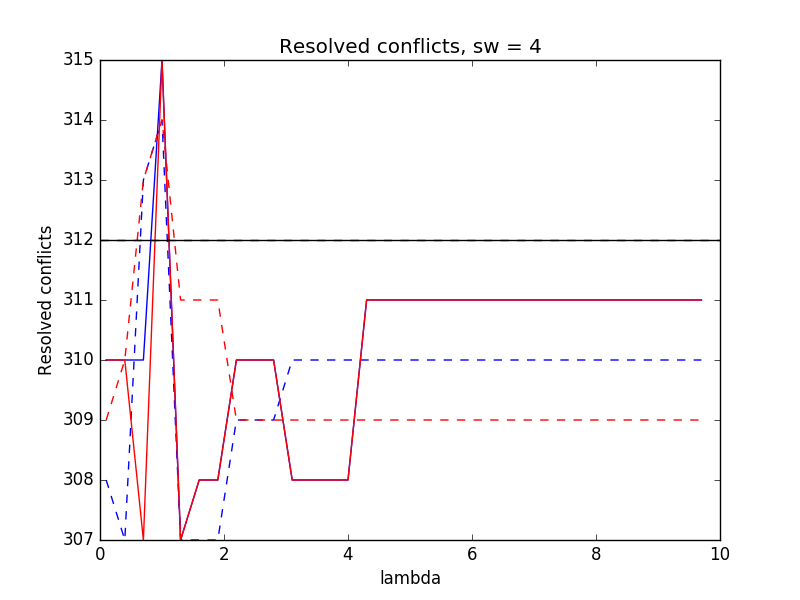 Resolved conflicts, sw = 4
315
314
313
312
311
310
309
308
307
Resolved conflicts
0 2 4 6 8 10
lambda